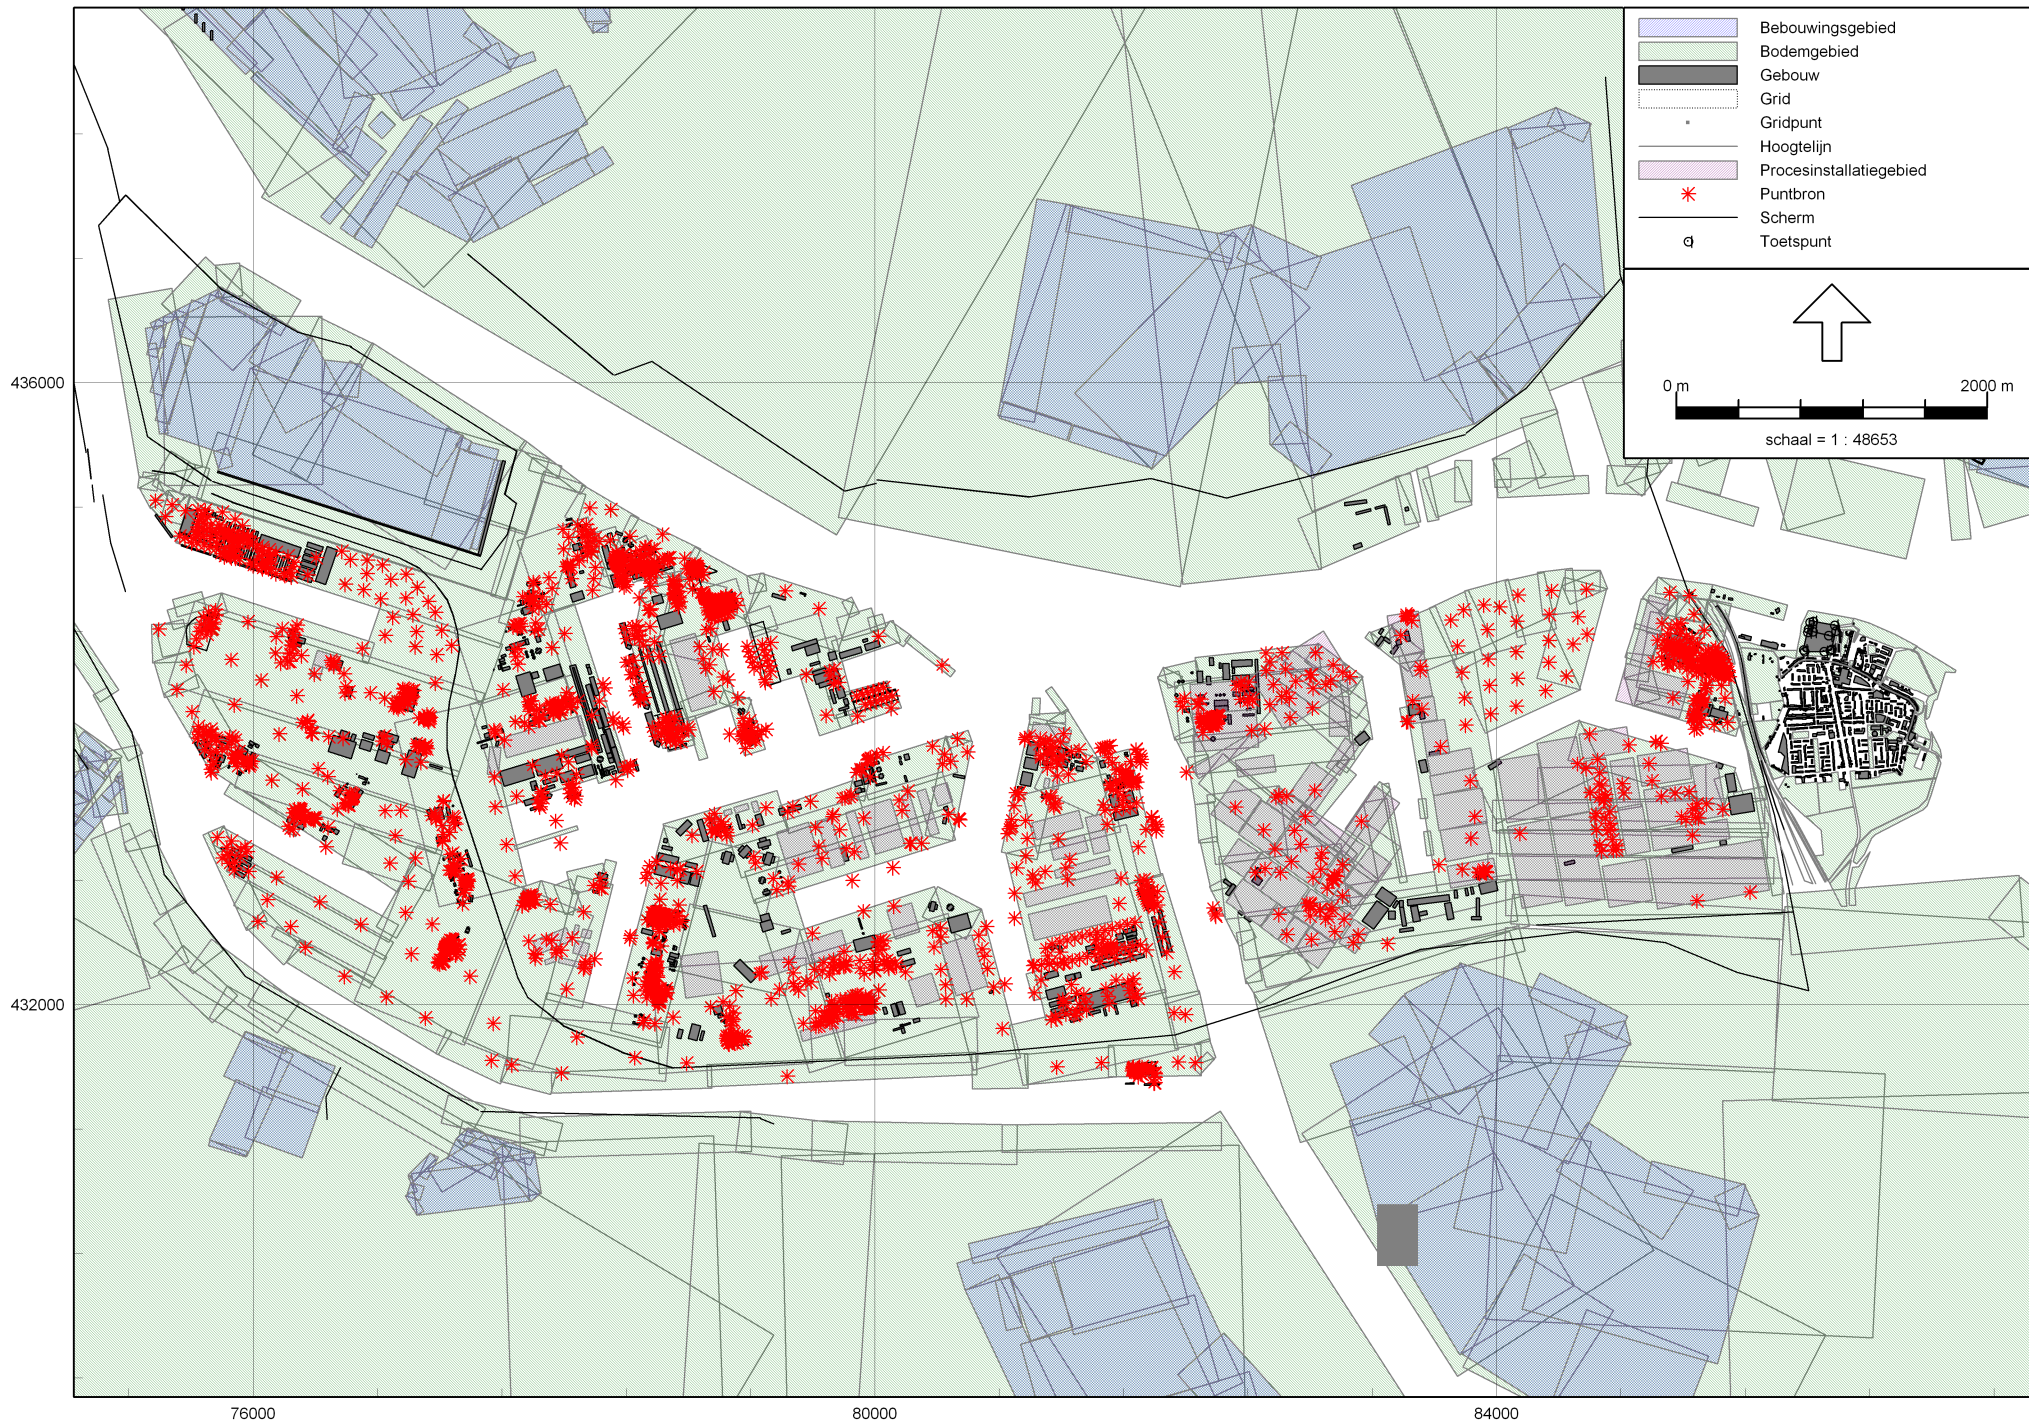 Bebouwingsgebied
Bodemgebied
Gebouw
Grid
Gridpunt
Hoogtelijn
Procesinstallatiegebied
Puntbron
Scherm
Toetspunt
0 m 2000 m
schaal = 1 : 48653
436000
432000
76000 80000 84000